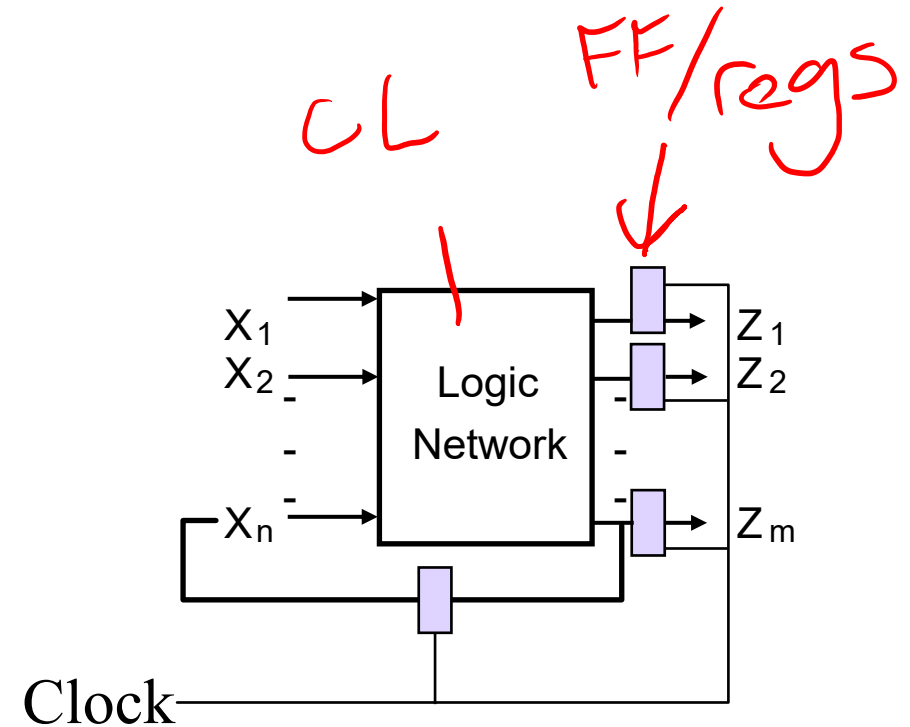 FF/regs
CL
X1
X2
-
-
-
Xn
Logic
Network
-
-
-
Z1
Z2
Zm
Clock